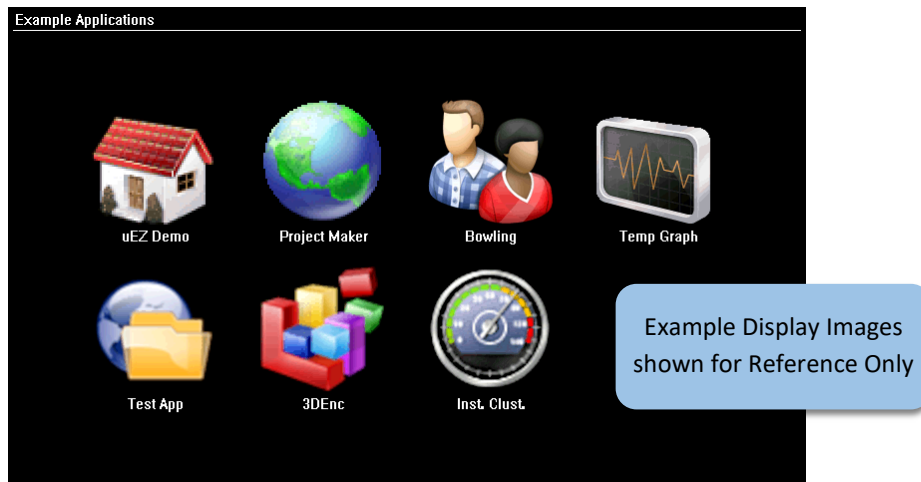 Example Applications
uEZ Demo
Project Maker
Bowling
Temp Graph
Test App
3DEnc
Inst. Clust.
Example Display Images
shown for Reference Only